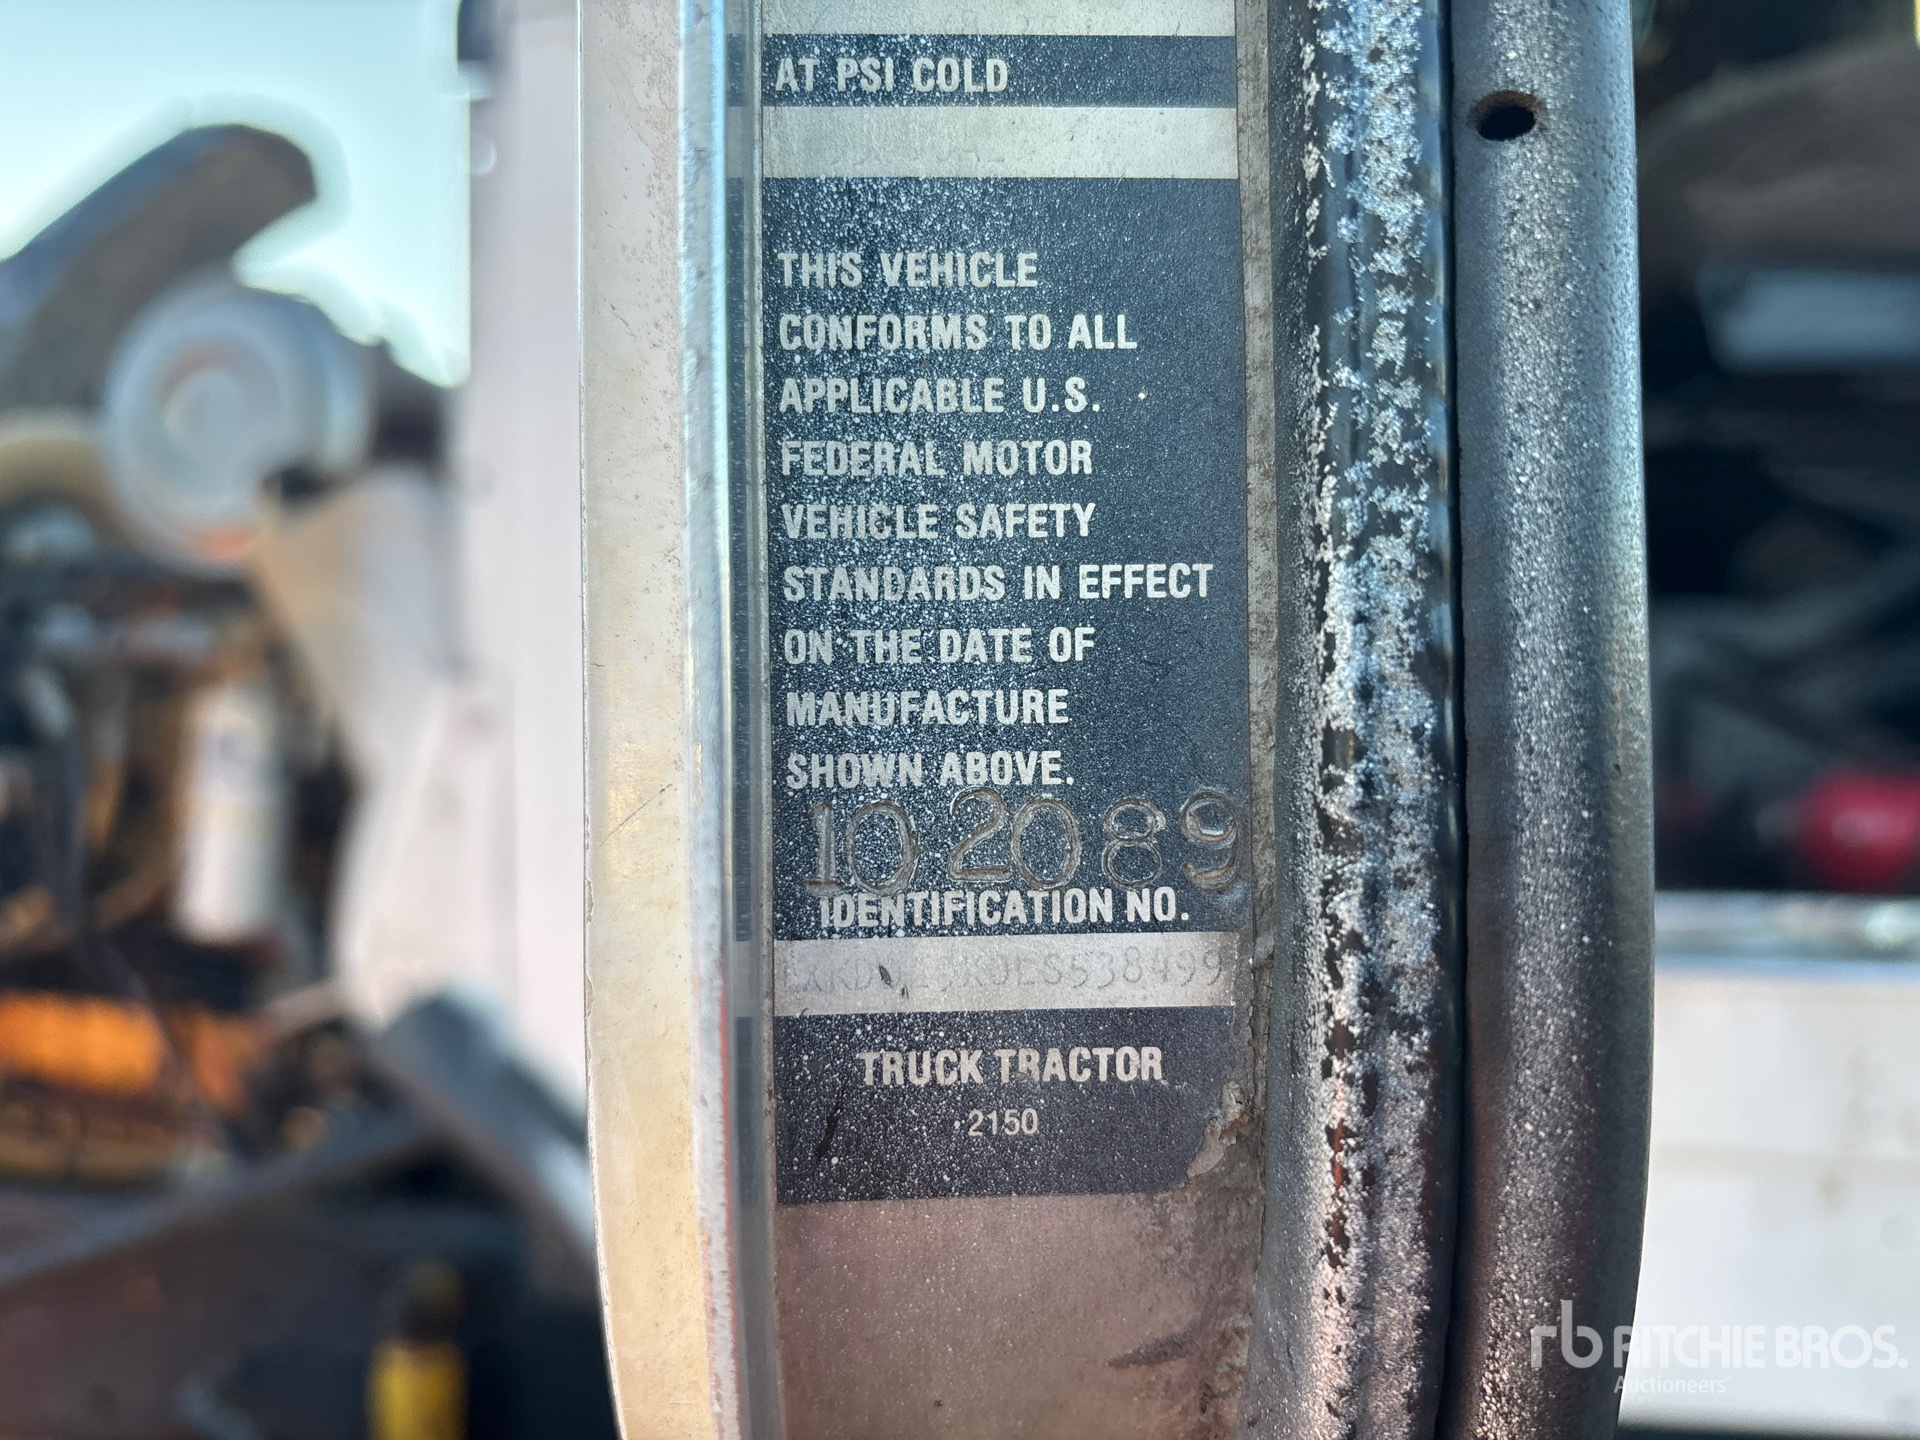 AT PSI COLD
THIS VEHICLE
CONFORMS TO ALL
APPLICABLE U.S.
FEDERAL MOTOR
VEHICLE SAFETY
STANDARDS IN EFFECT
ON THE DATE OF
MANUFACTURE
SHOWN ABOVE.
10 20 89
IDENTIFICATION NO.
TRUCK TRACTOR
2150
rb RITCHIE BROS.
Auctioneers